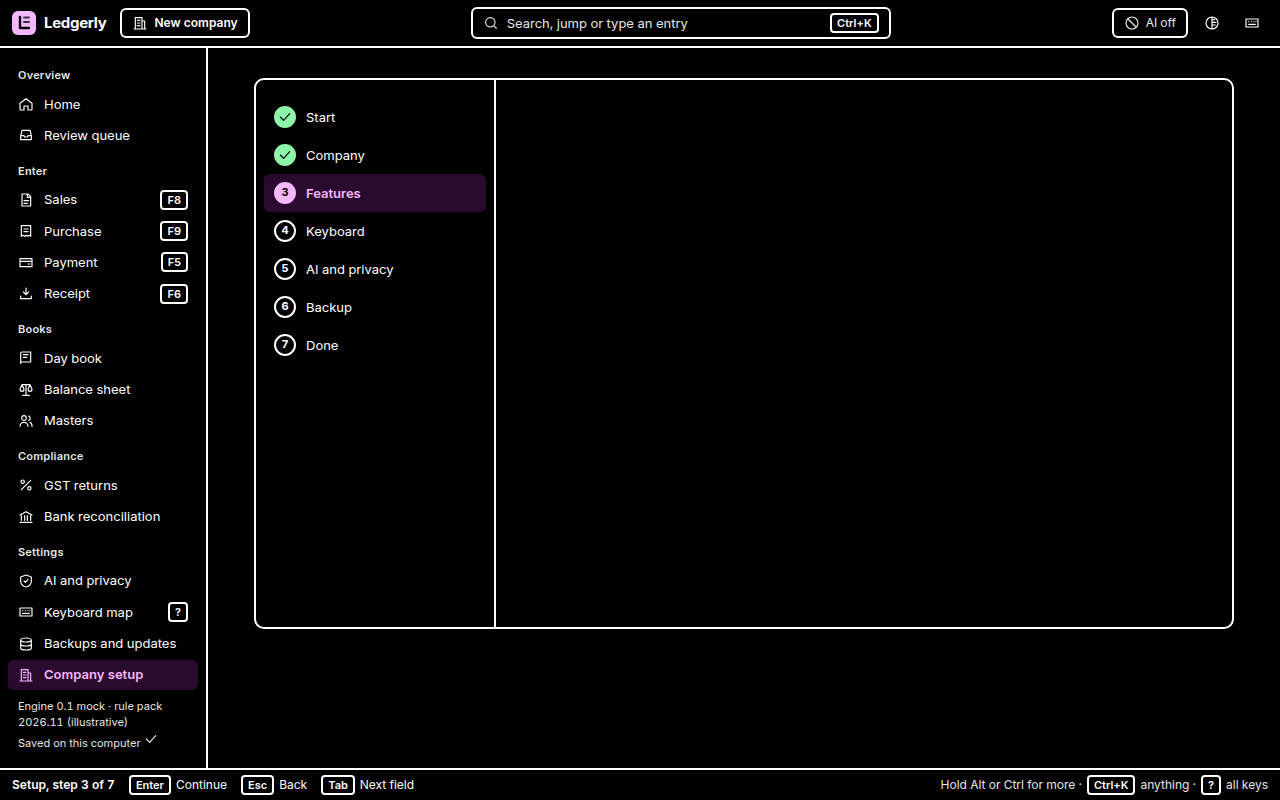 Ledgerly
New company
Search, jump or type an entry
Ctrl+K
AI off
Overview
Home
Review queue
Enter
Sales F8
Purchase F9
Payment F5
Receipt F6
Books
Day book
Balance sheet
Masters
Compliance
GST returns
Bank reconciliation
Settings
AI and privacy
Keyboard map ?
Backups and updates
Company setup
Engine 0.1 mock · rule pack
2026.11 (illustrative)
Saved on this computer
Start
Company
3 Features
4 Keyboard
5 AI and privacy
6 Backup
7 Done
Setup, step 3 of 7 Enter Continue Esc Back Tab Next field
Hold Alt or Ctrl for more · Ctrl+K anything · ? all keys